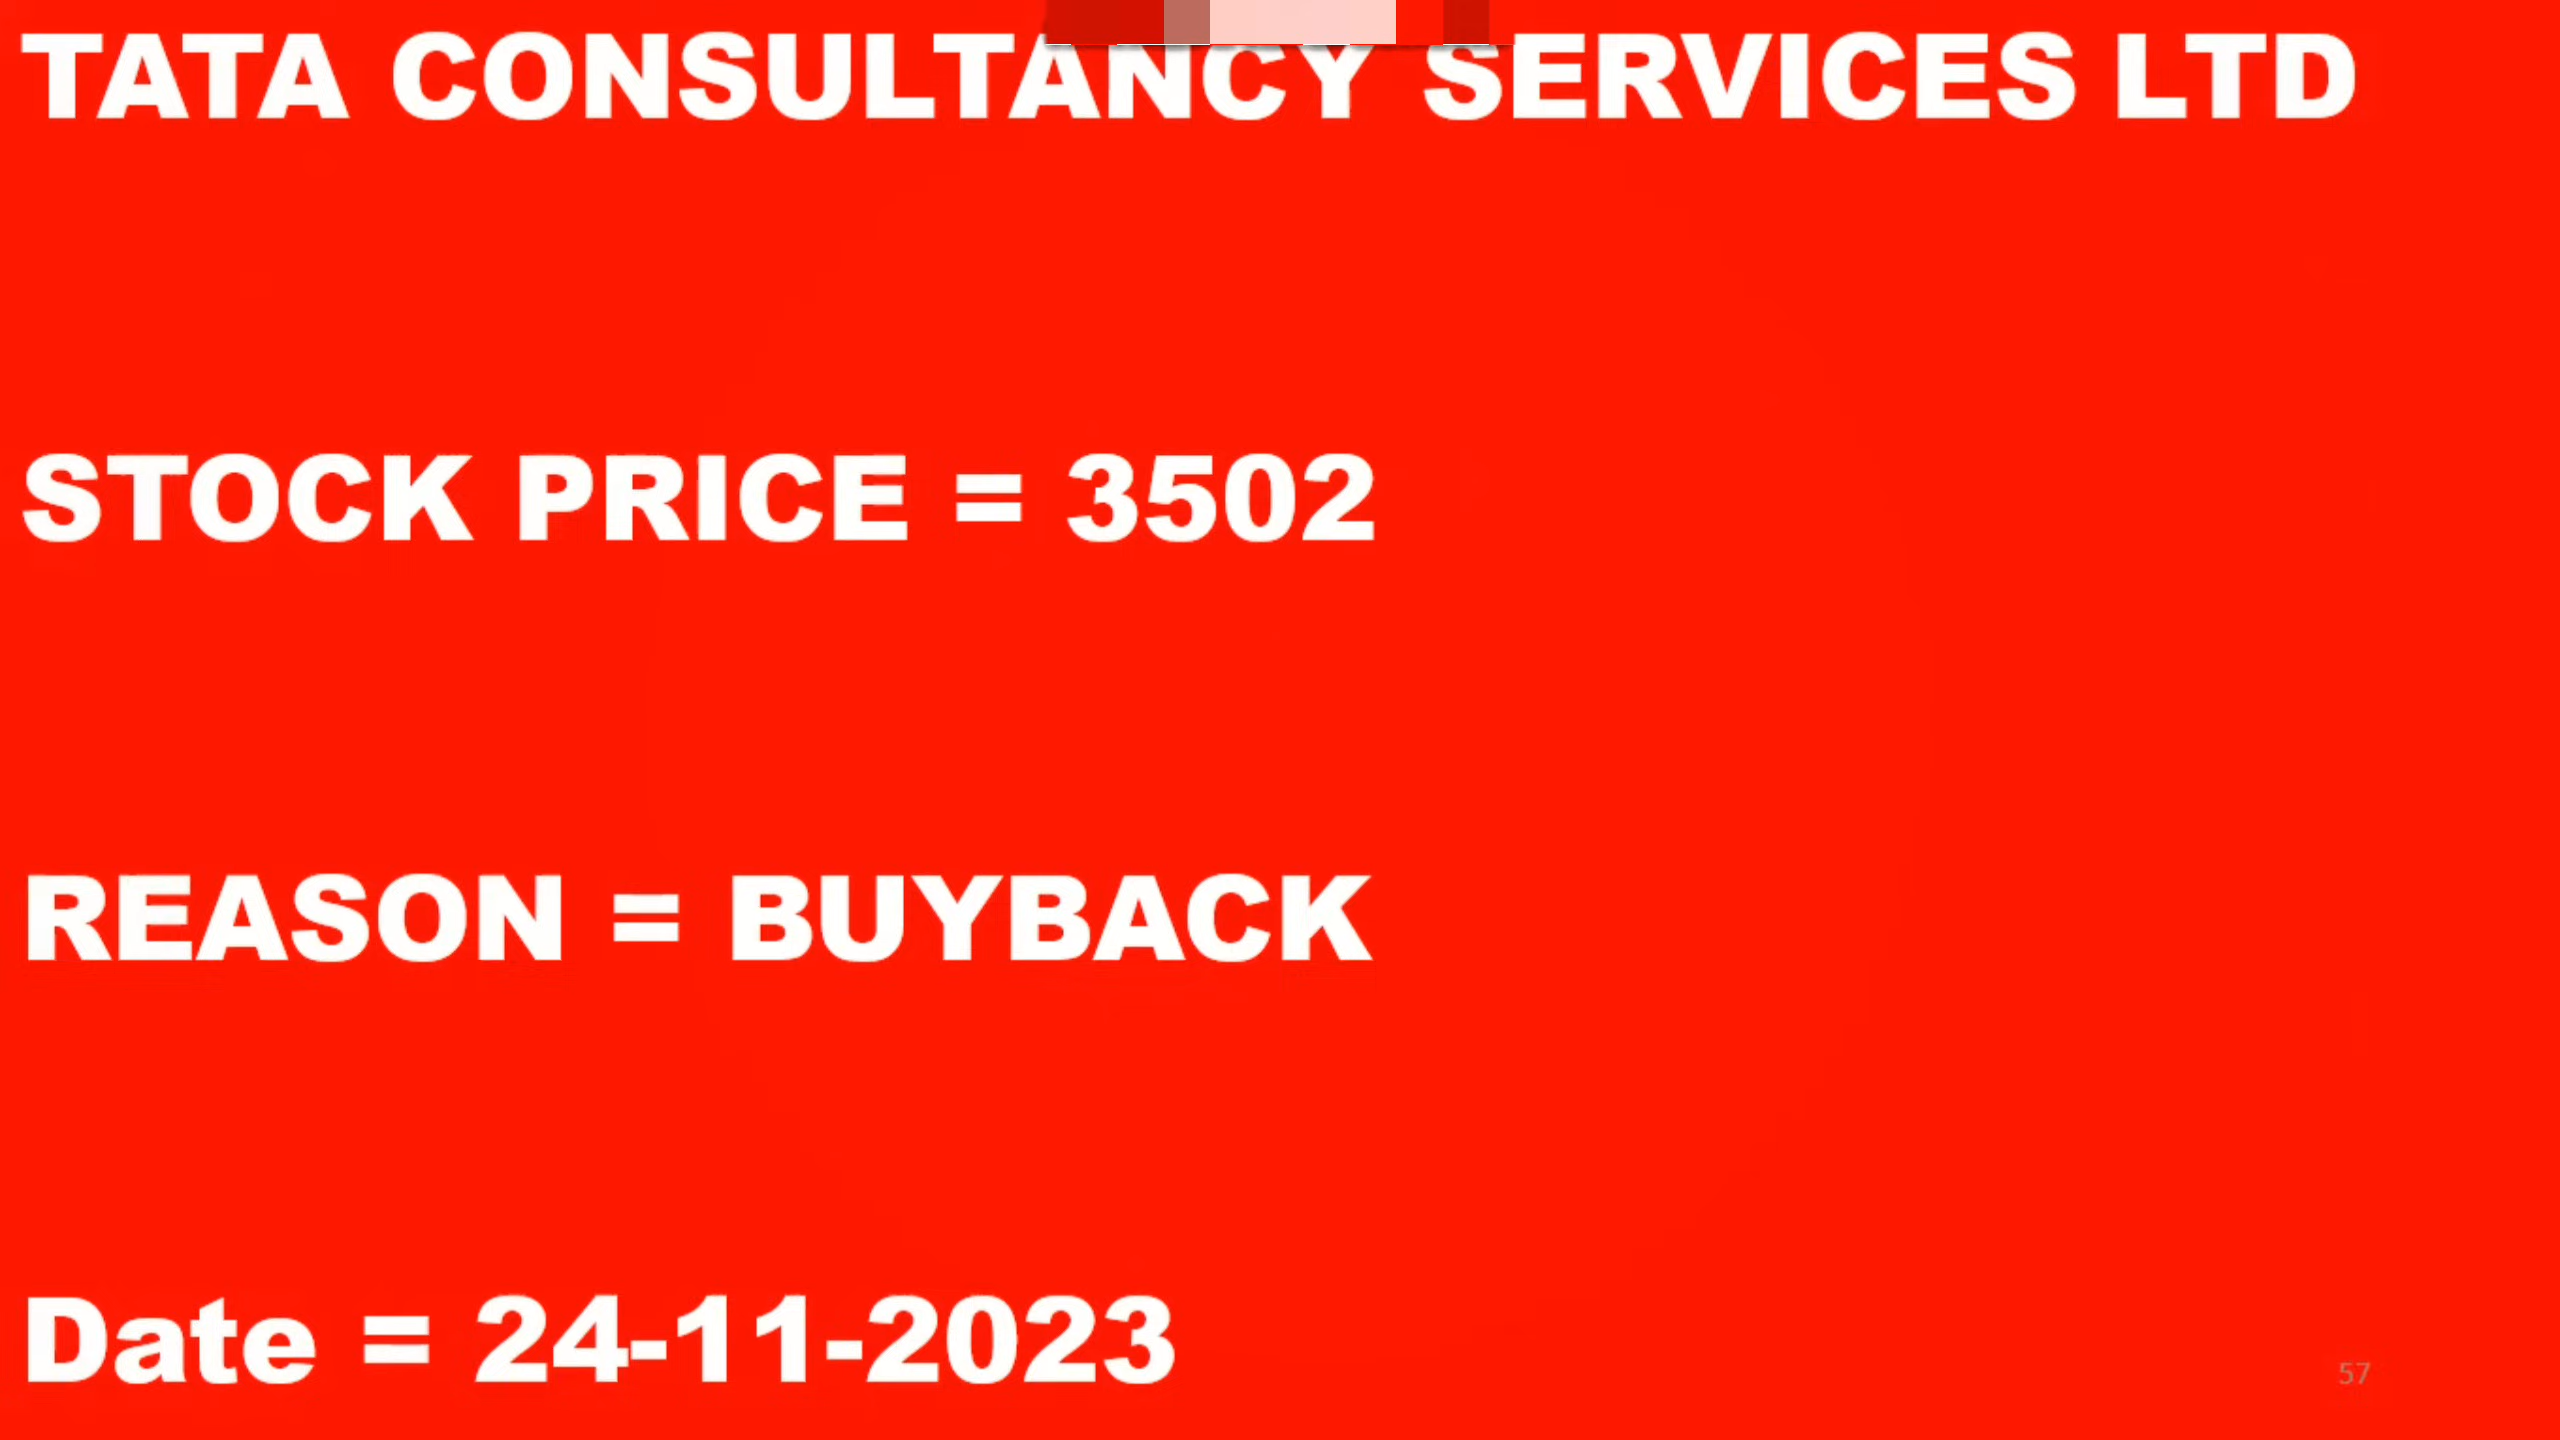 TATA CONSULTANCY SERVICES LTD
STOCK PRICE = 3502
REASON = BUYBACK
Date = 24-11-2023
57